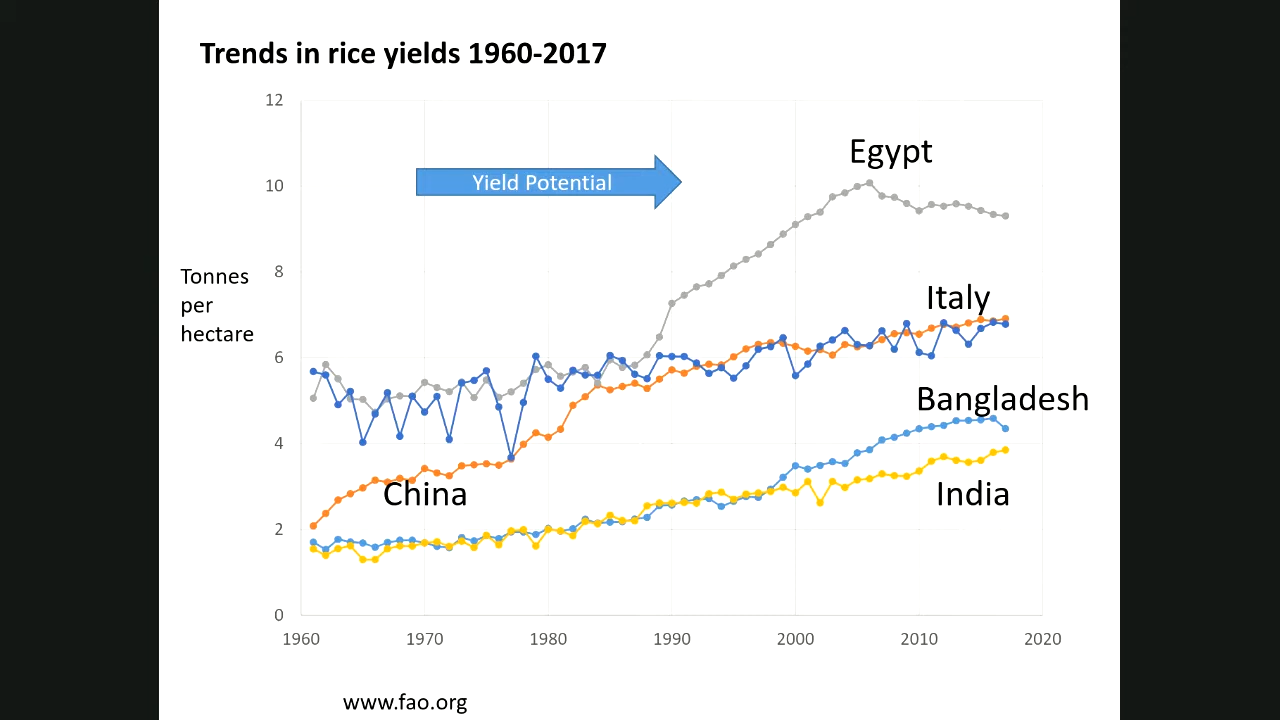 Trends in rice yields 1960-2017
12
Egypt
Yield Potential
10
Tonnes
per
hectare
8
Italy
6
Bangladesh
4
China
India
2
0
1960 1970 1980 1990 2000 2010 2020
www.fao.org